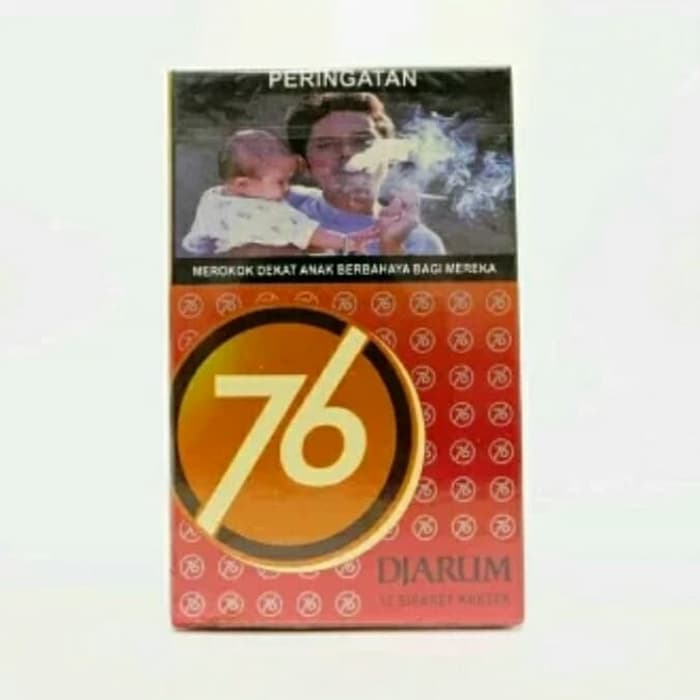 PERINGATAN
MEROKOK DEKAT ANAK BERBAHAYA BAGI MEREKA
76
DJARUM
12 SIGARET KRETEK